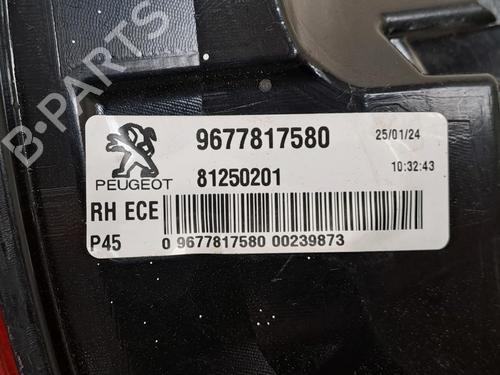 B-PARTS
9677817580
25/01/24
PEUGEOT
81250201
10:32:43
RH ECE
P45
0 9677817580 00239873